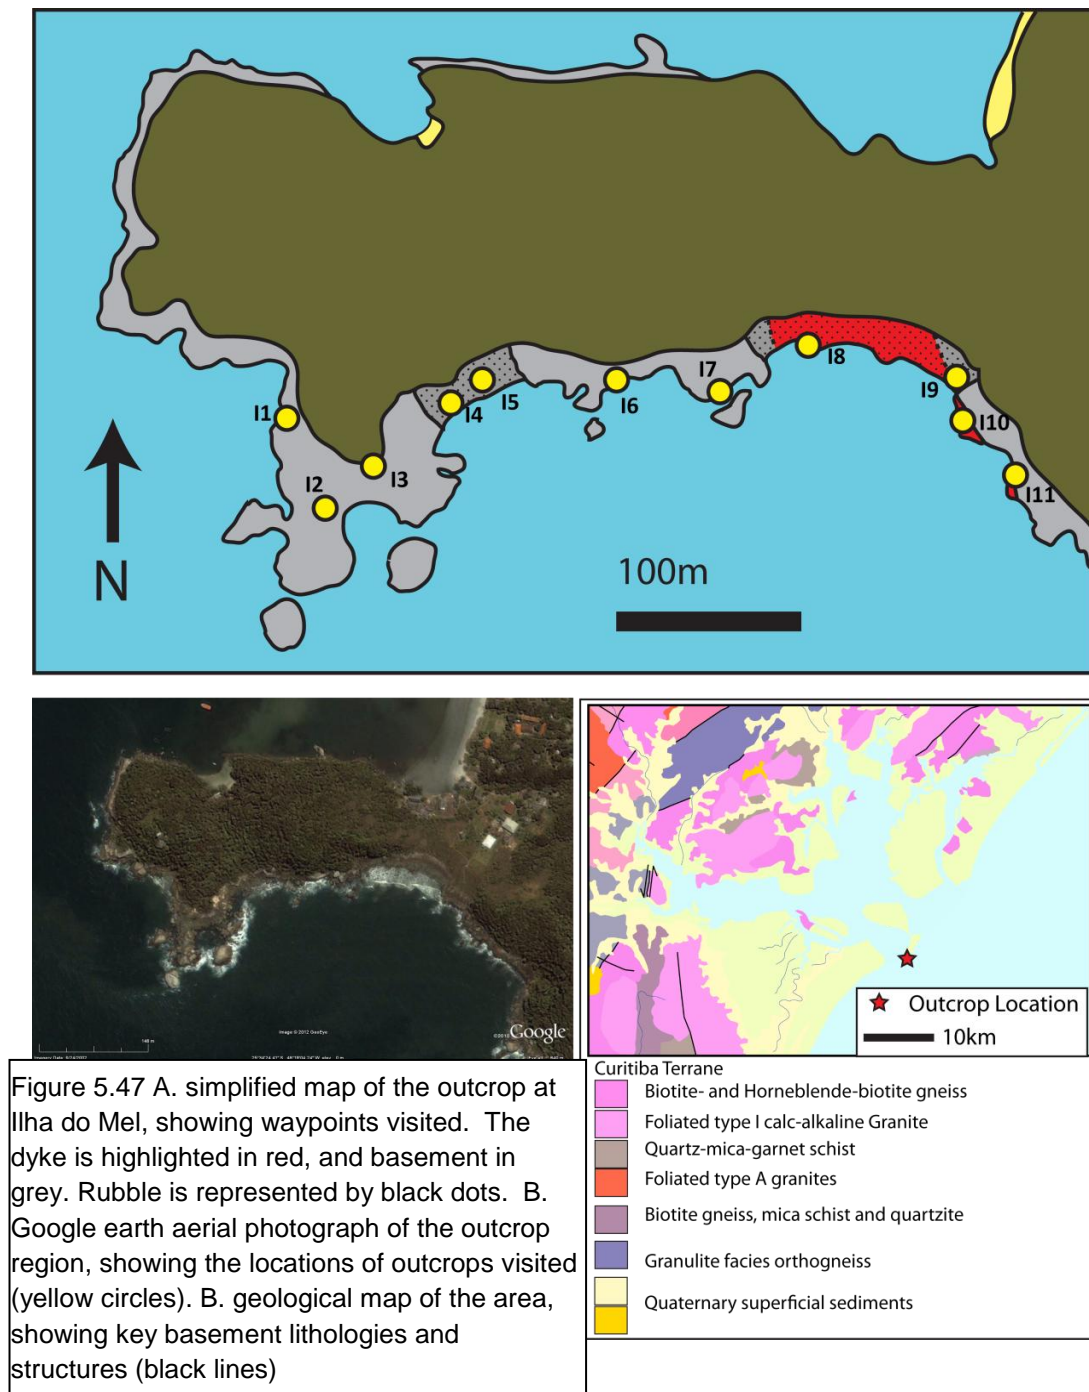 I1
I2
I3
I4
I5
I6
I7
I8
I9
I10
I11
N
100m
Image © 2012 GeoEye
Google
Outcrop Location
10km
Figure 5.47 A. simplified map of the outcrop at
Ilha do Mel, showing waypoints visited.  The
dyke is highlighted in red, and basement in
grey. Rubble is represented by black dots.  B.
Google earth aerial photograph of the outcrop
region, showing the locations of outcrops visited
(yellow circles). B. geological map of the area,
showing key basement lithologies and
structures (black lines)
Curitiba Terrane
Biotite- and Horneblende-biotite gneiss
Foliated type I calc-alkaline Granite
Quartz-mica-garnet schist
Foliated type A granites
Biotite gneiss, mica schist and quartzite
Granulite facies orthogneiss
Quaternary superficial sediments